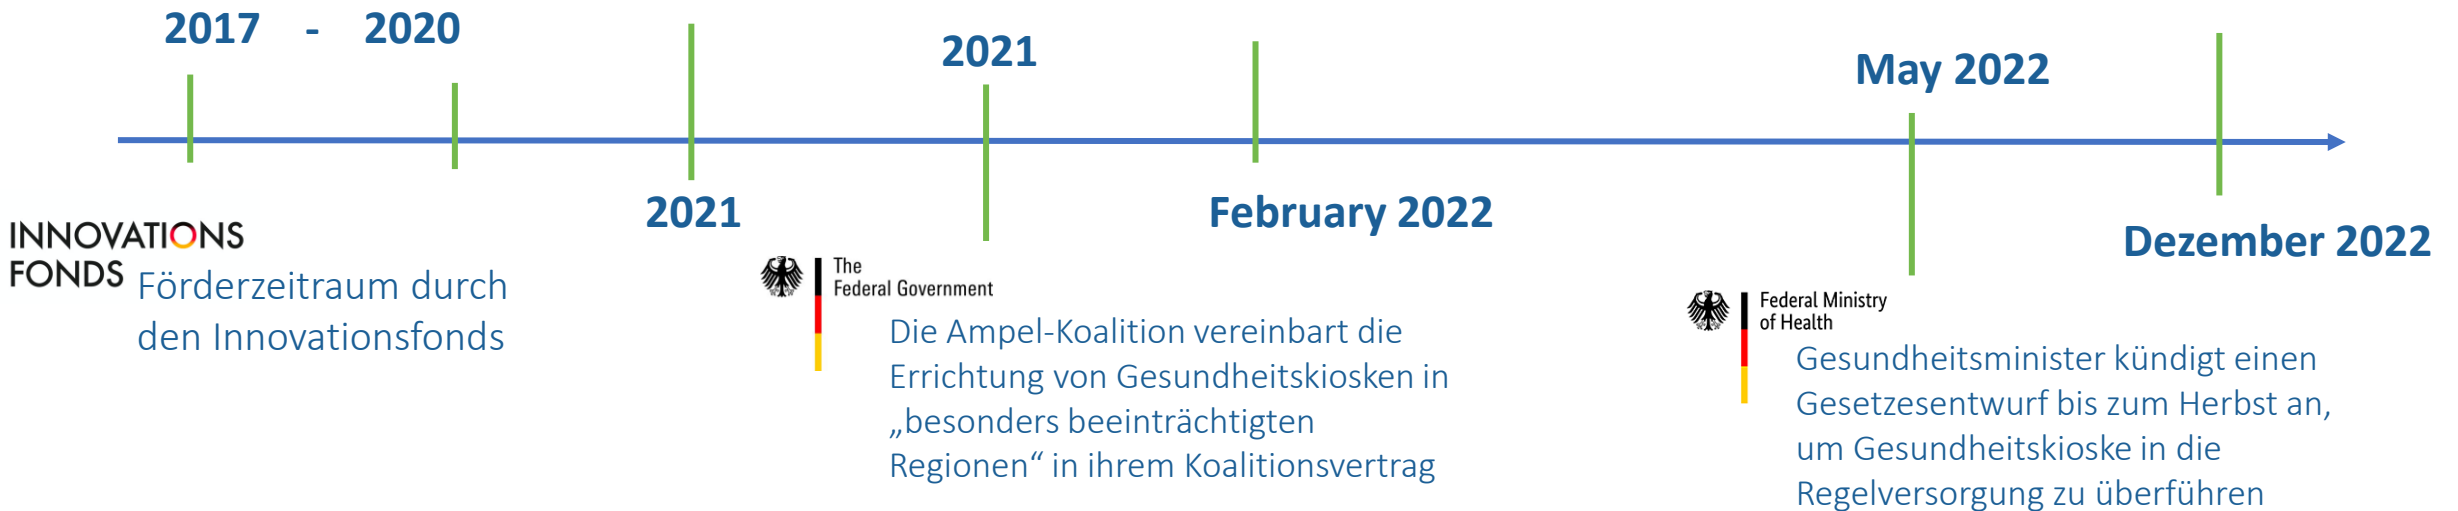 2017 - 2020
2021
May 2022
2021
February 2022
Dezember 2022
INNOVATIONS
FONDS
Förderzeitraum durch
den Innovationsfonds
The
Federal Government
Die Ampel-Koalition vereinbart die
Errichtung von Gesundheitskiosken in
„besonders beeinträchtigten
Regionen“ in ihrem Koalitionsvertrag
Federal Ministry
of Health
Gesundheitsminister kündigt einen
Gesetzesentwurf bis zum Herbst an,
um Gesundheitskioske in die
Regelversorgung zu überführen